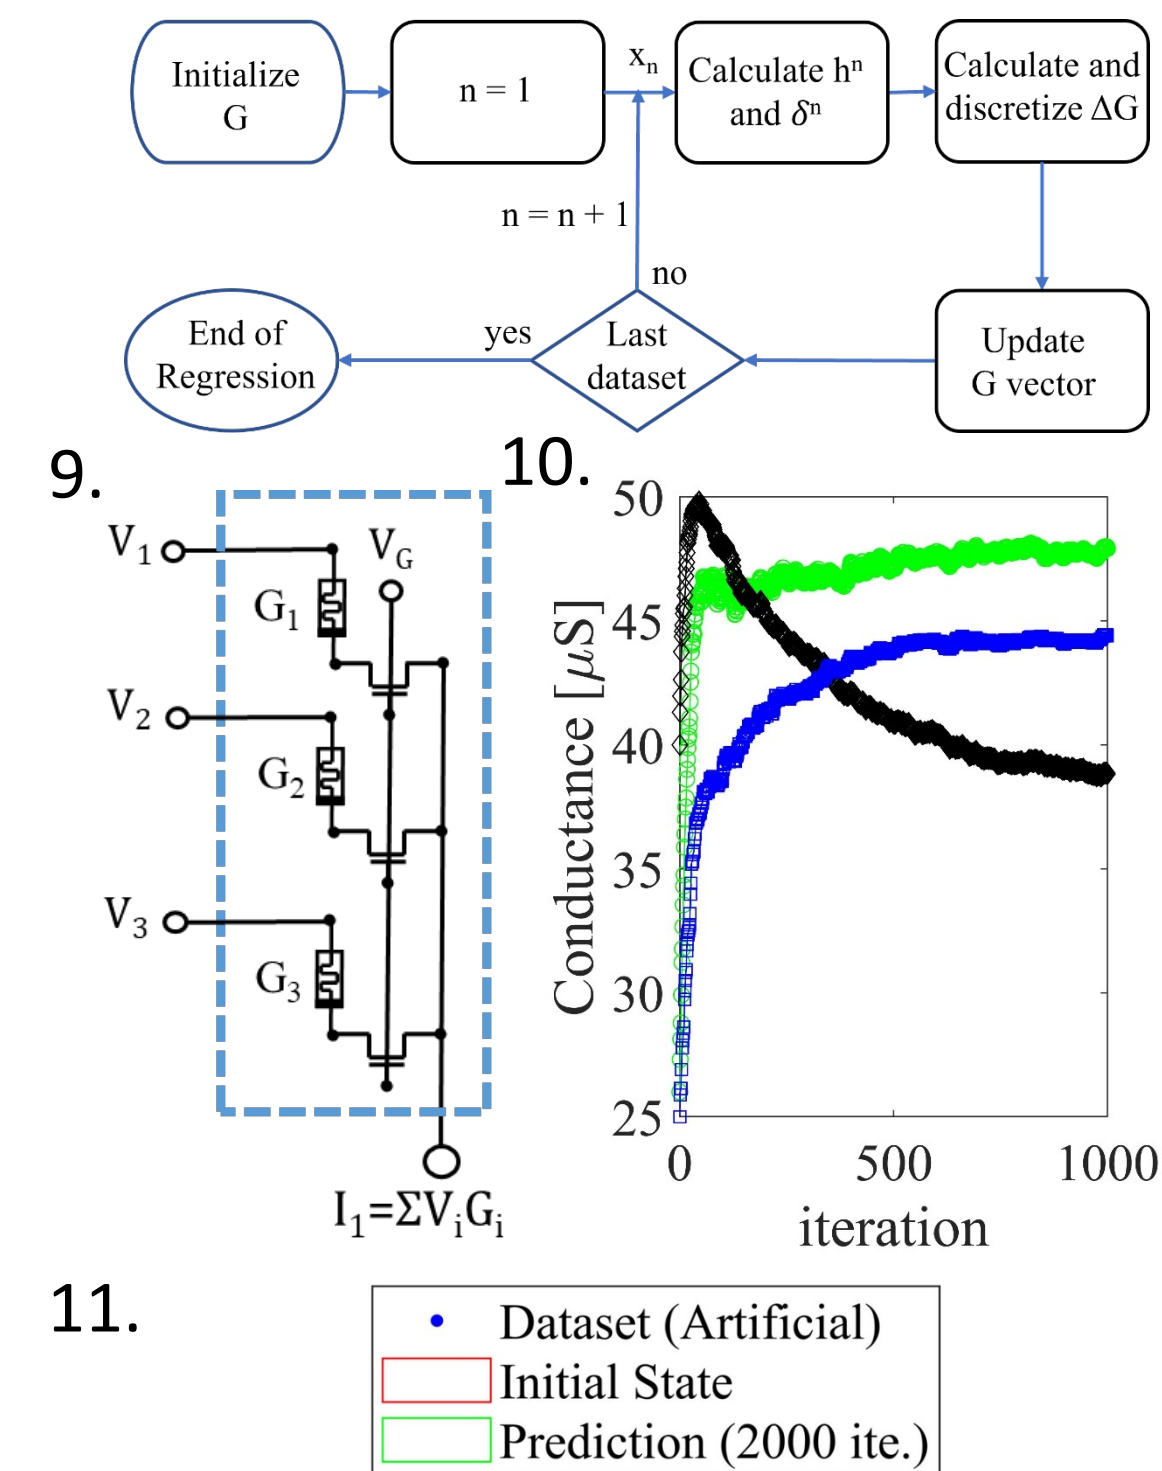 Initialize
G
n = 1
xₙ
Calculate hⁿ
and δⁿ
Calculate and
discretize ΔG
n = n + 1
no
End of
Regression
yes
Last
dataset
Update
G vector
9.
V₁
V_G
G₁
V₂
G₂
V₃
G₃
I₁=ΣVᵢGᵢ
10.
50
45
40
35
30
25
Conductance [μS]
0
500
1000
iteration
11.
Dataset (Artificial)
Initial State
Prediction (2000 ite.)